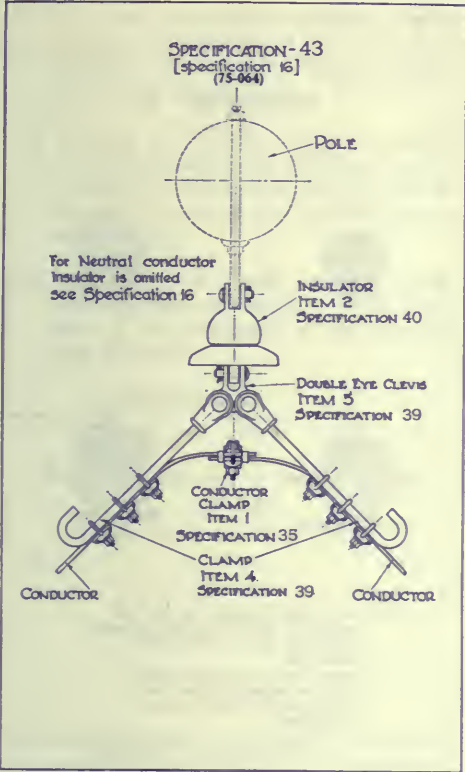 SPECIFICATION-43
[specification 16]
(75-064)
POLE
For Neutral conductor
Insulator is omitted
see Specification 16
INSULATOR
ITEM 2
SPECIFICATION 40
DOUBLE EYE CLEVIS
ITEM 5
SPECIFICATION 39
CONDUCTOR
CLAMP
ITEM 1
SPECIFICATION 35
CLAMP
ITEM 4.
SPECIFICATION 39
CONDUCTOR
CONDUCTOR